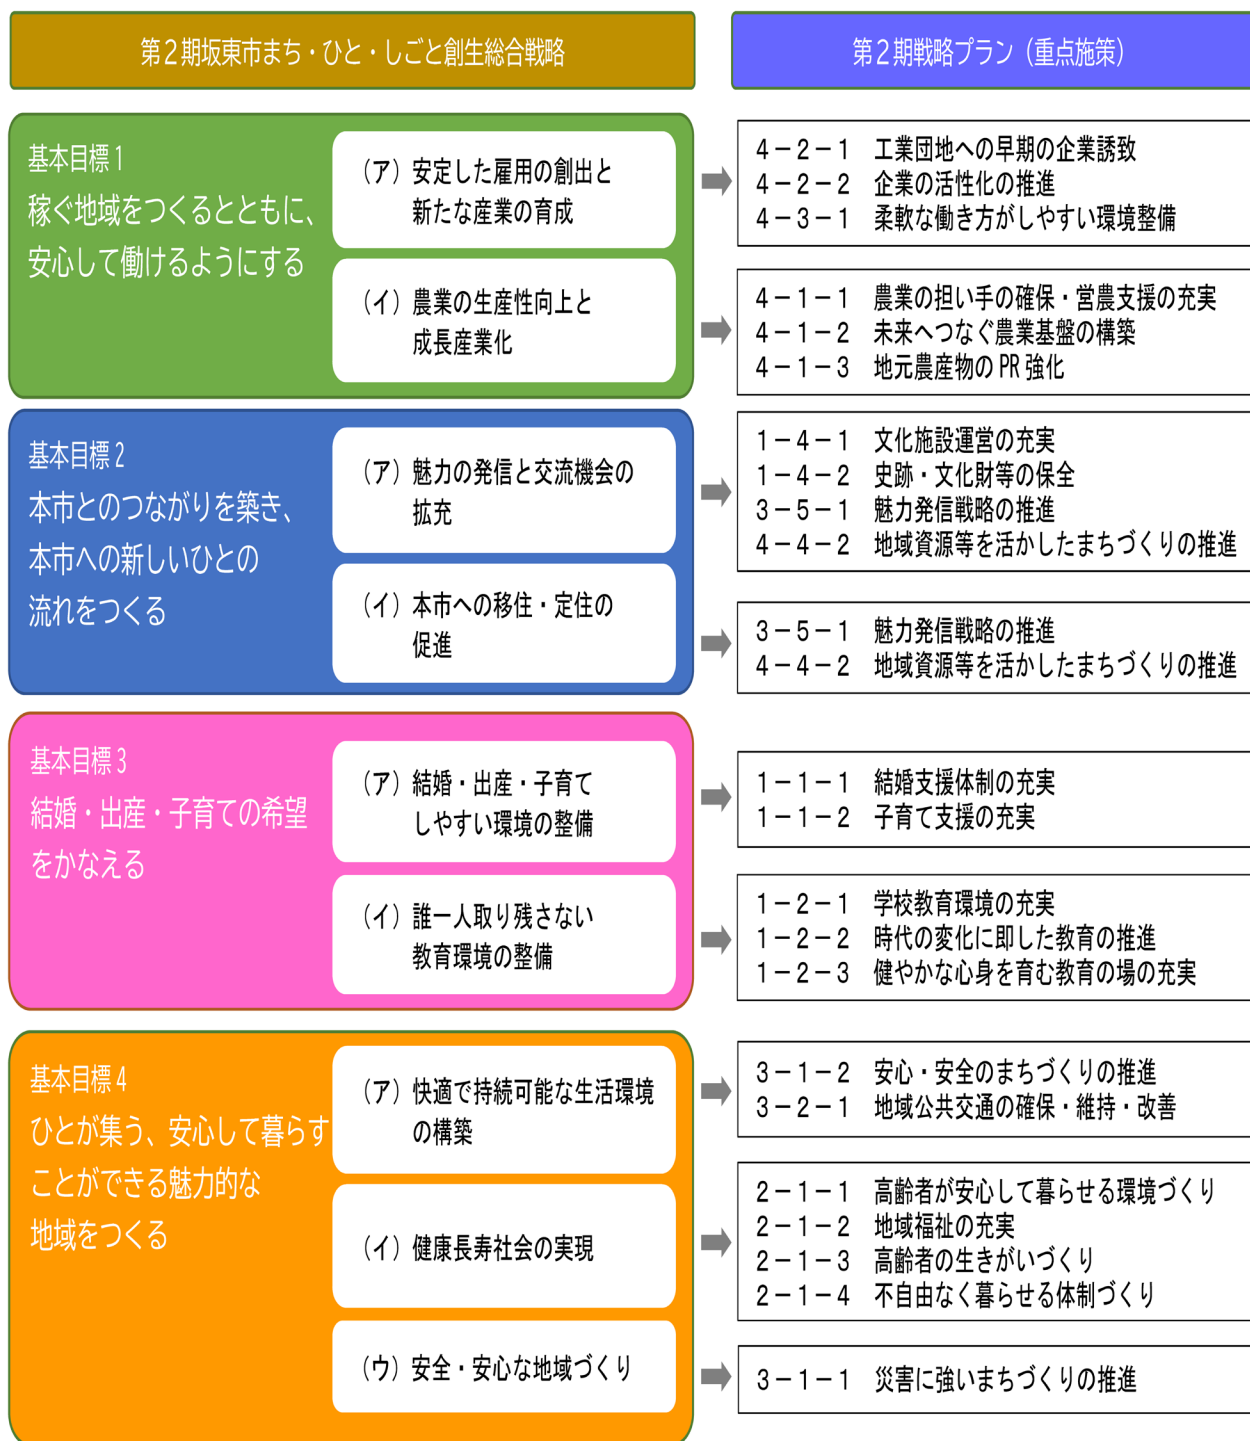 第２期坂東市まち・ひと・しごと創生総合戦略
第２期戦略プラン（重点施策）
基本目標１
稼ぐ地域をつくるとともに、
安心して働けるようにする
（ア）安定した雇用の創出と
新たな産業の育成
４－２－１　工業団地への早期の企業誘致
４－２－２　企業の活性化の推進
４－３－１　柔軟な働き方がしやすい環境整備
（イ）農業の生産性向上と
成長産業化
４－１－１　農業の担い手の確保・営農支援の充実
４－１－２　未来へつなぐ農業基盤の構築
４－１－３　地元農産物の PR 強化
基本目標２
本市とのつながりを築き、
本市への新しいひとの
流れをつくる
（ア）魅力の発信と交流機会の
拡充
１－４－１　文化施設運営の充実
１－４－２　史跡・文化財等の保全
３－５－１　魅力発信戦略の推進
４－４－２　地域資源等を活かしたまちづくりの推進
（イ）本市への移住・定住の
促進
３－５－１　魅力発信戦略の推進
４－４－２　地域資源等を活かしたまちづくりの推進
基本目標３
結婚・出産・子育ての希望
をかなえる
（ア）結婚・出産・子育て
しやすい環境の整備
１－１－１　結婚支援体制の充実
１－１－２　子育て支援の充実
（イ）誰一人取り残さない
教育環境の整備
１－２－１　学校教育環境の充実
１－２－２　時代の変化に即した教育の推進
１－２－３　健やかな心身を育む教育の場の充実
基本目標４
ひとが集う、安心して暮らす
ことができる魅力的な
地域をつくる
（ア）快適で持続可能な生活環境
の構築
３－１－２　安心・安全のまちづくりの推進
３－２－１　地域公共交通の確保・維持・改善
（イ）健康長寿社会の実現
２－１－１　高齢者が安心して暮らせる環境づくり
２－１－２　地域福祉の充実
２－１－３　高齢者の生きがいづくり
２－１－４　不自由なく暮らせる体制づくり
（ウ）安全・安心な地域づくり
３－１－１　災害に強いまちづくりの推進